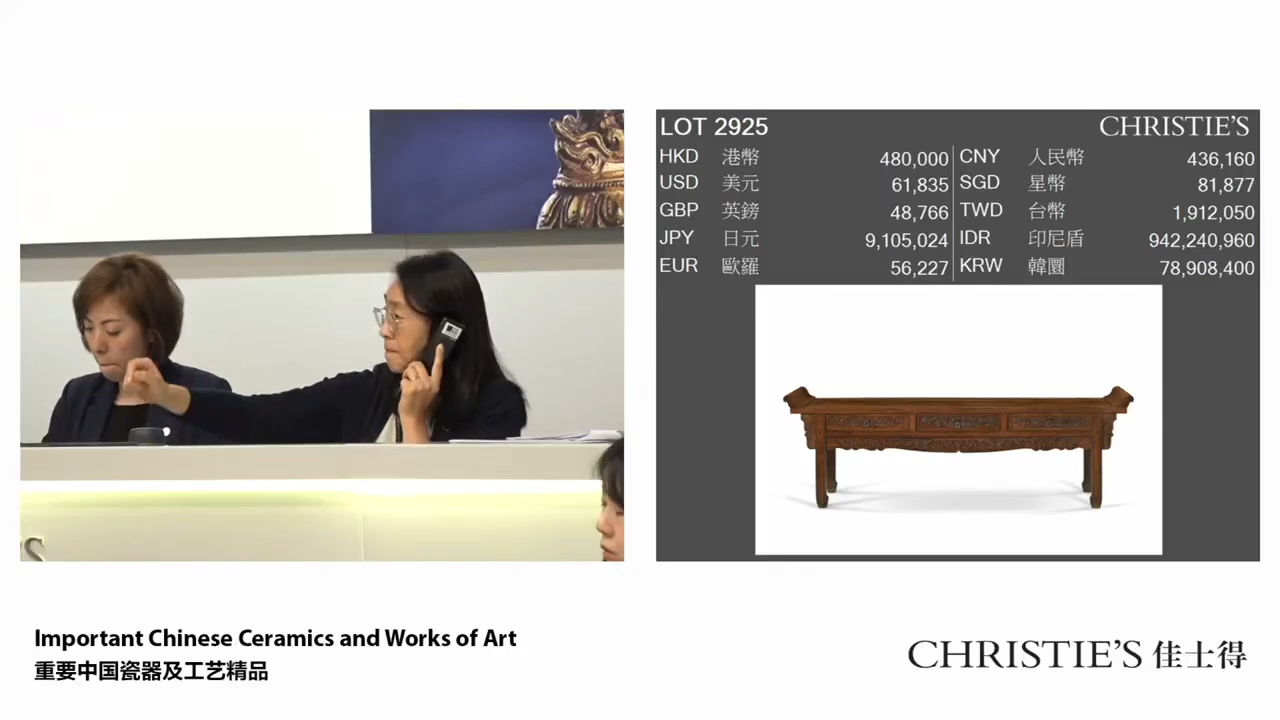 LOT 2925
CHRISTIE'S
HKD 港幣 480,000 CNY 人民幣 436,160
USD 美元 61,835 SGD 星幣 81,877
GBP 英鎊 48,766 TWD 台幣 1,912,050
JPY 日元 9,105,024 IDR 印尼盾 942,240,960
EUR 歐羅 56,227 KRW 韓圜 78,908,400
Important Chinese Ceramics and Works of Art
重要中国瓷器及工艺精品
CHRISTIE'S 佳士得